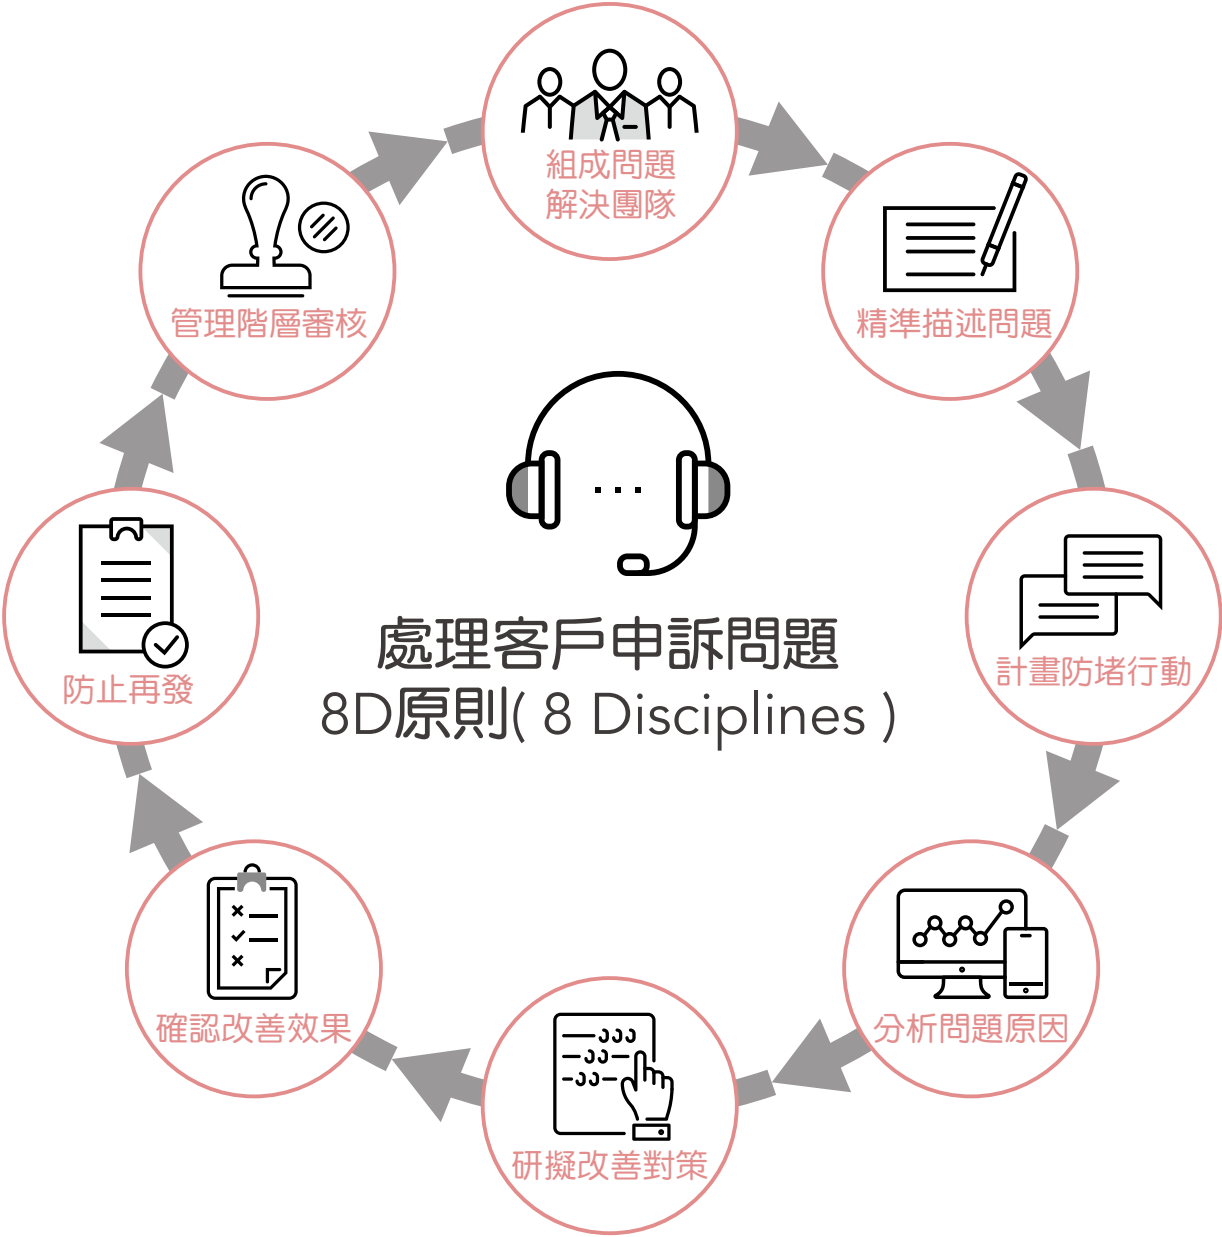 組成問題
解決團隊
精準描述問題
計畫防堵行動
分析問題原因
研擬改善對策
確認改善效果
防止再發
管理階層審核
處理客戶申訴問題
8D原則( 8 Disciplines )